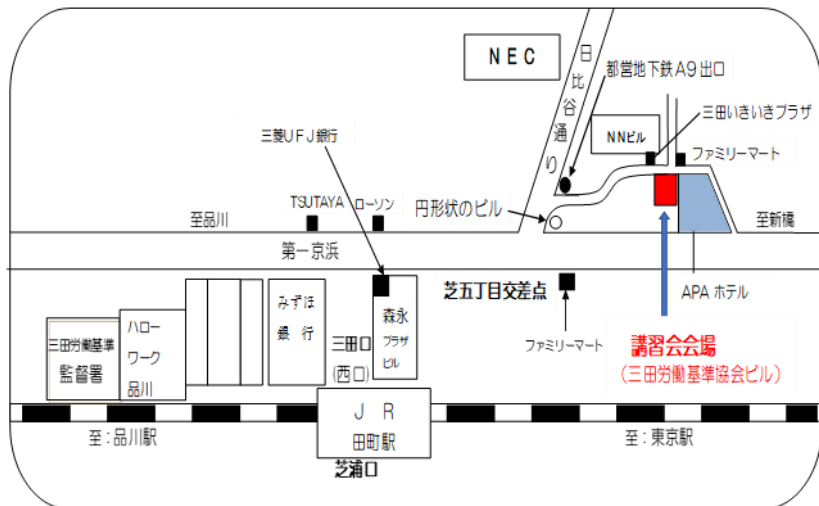 NEC
日比谷通り
都営地下鉄A9出口
三田いきいきプラザ
NNビル
ファミリーマート
三菱UFJ銀行
TSUTAYA
ローソン
円形状のビル
至品川
至新橋
第一京浜
芝五丁目交差点
APAホテル
みずほ
銀行
森永
プラザ
ビル
三田口
(西口)
ファミリーマート
講習会会場
(三田労働基準協会ビル)
三田労働基準
監督署
ハロー
ワーク
品川
JR
田町駅
至:品川駅
至:東京駅
芝浦口